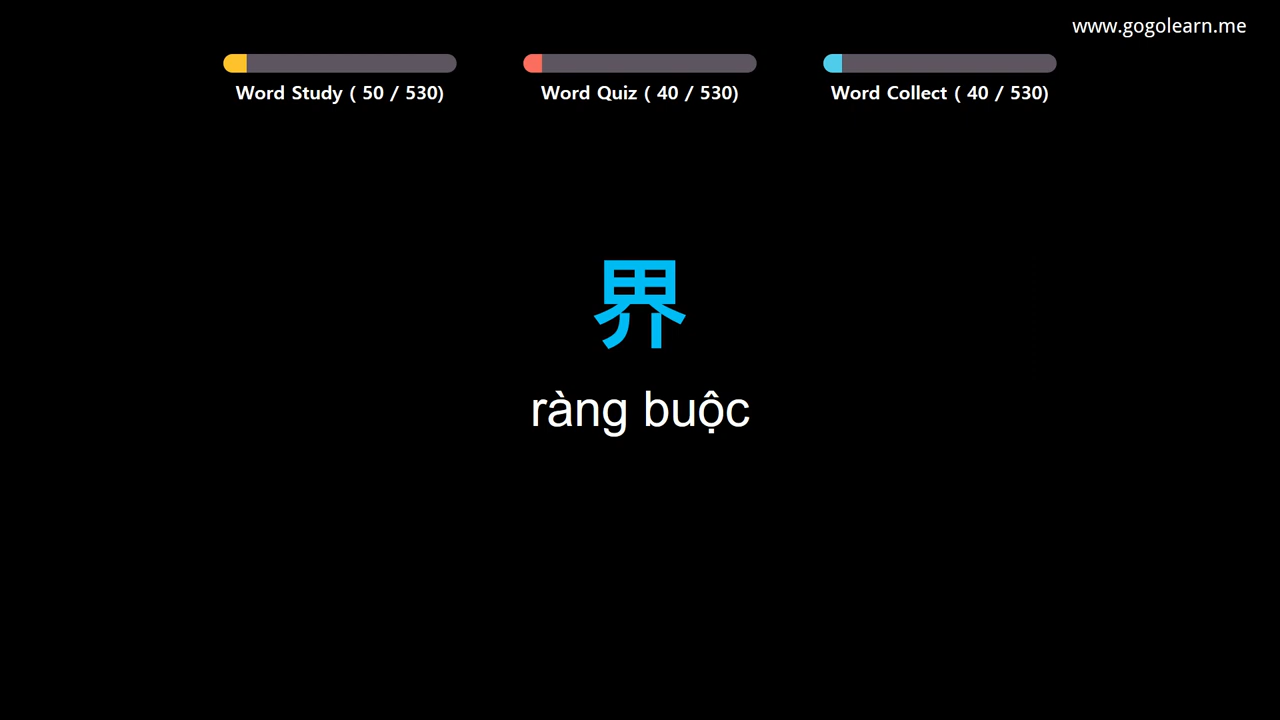 www.gogolearn.me
Word Study ( 50 / 530)
Word Quiz ( 40 / 530)
Word Collect ( 40 / 530)
界
ràng buộc